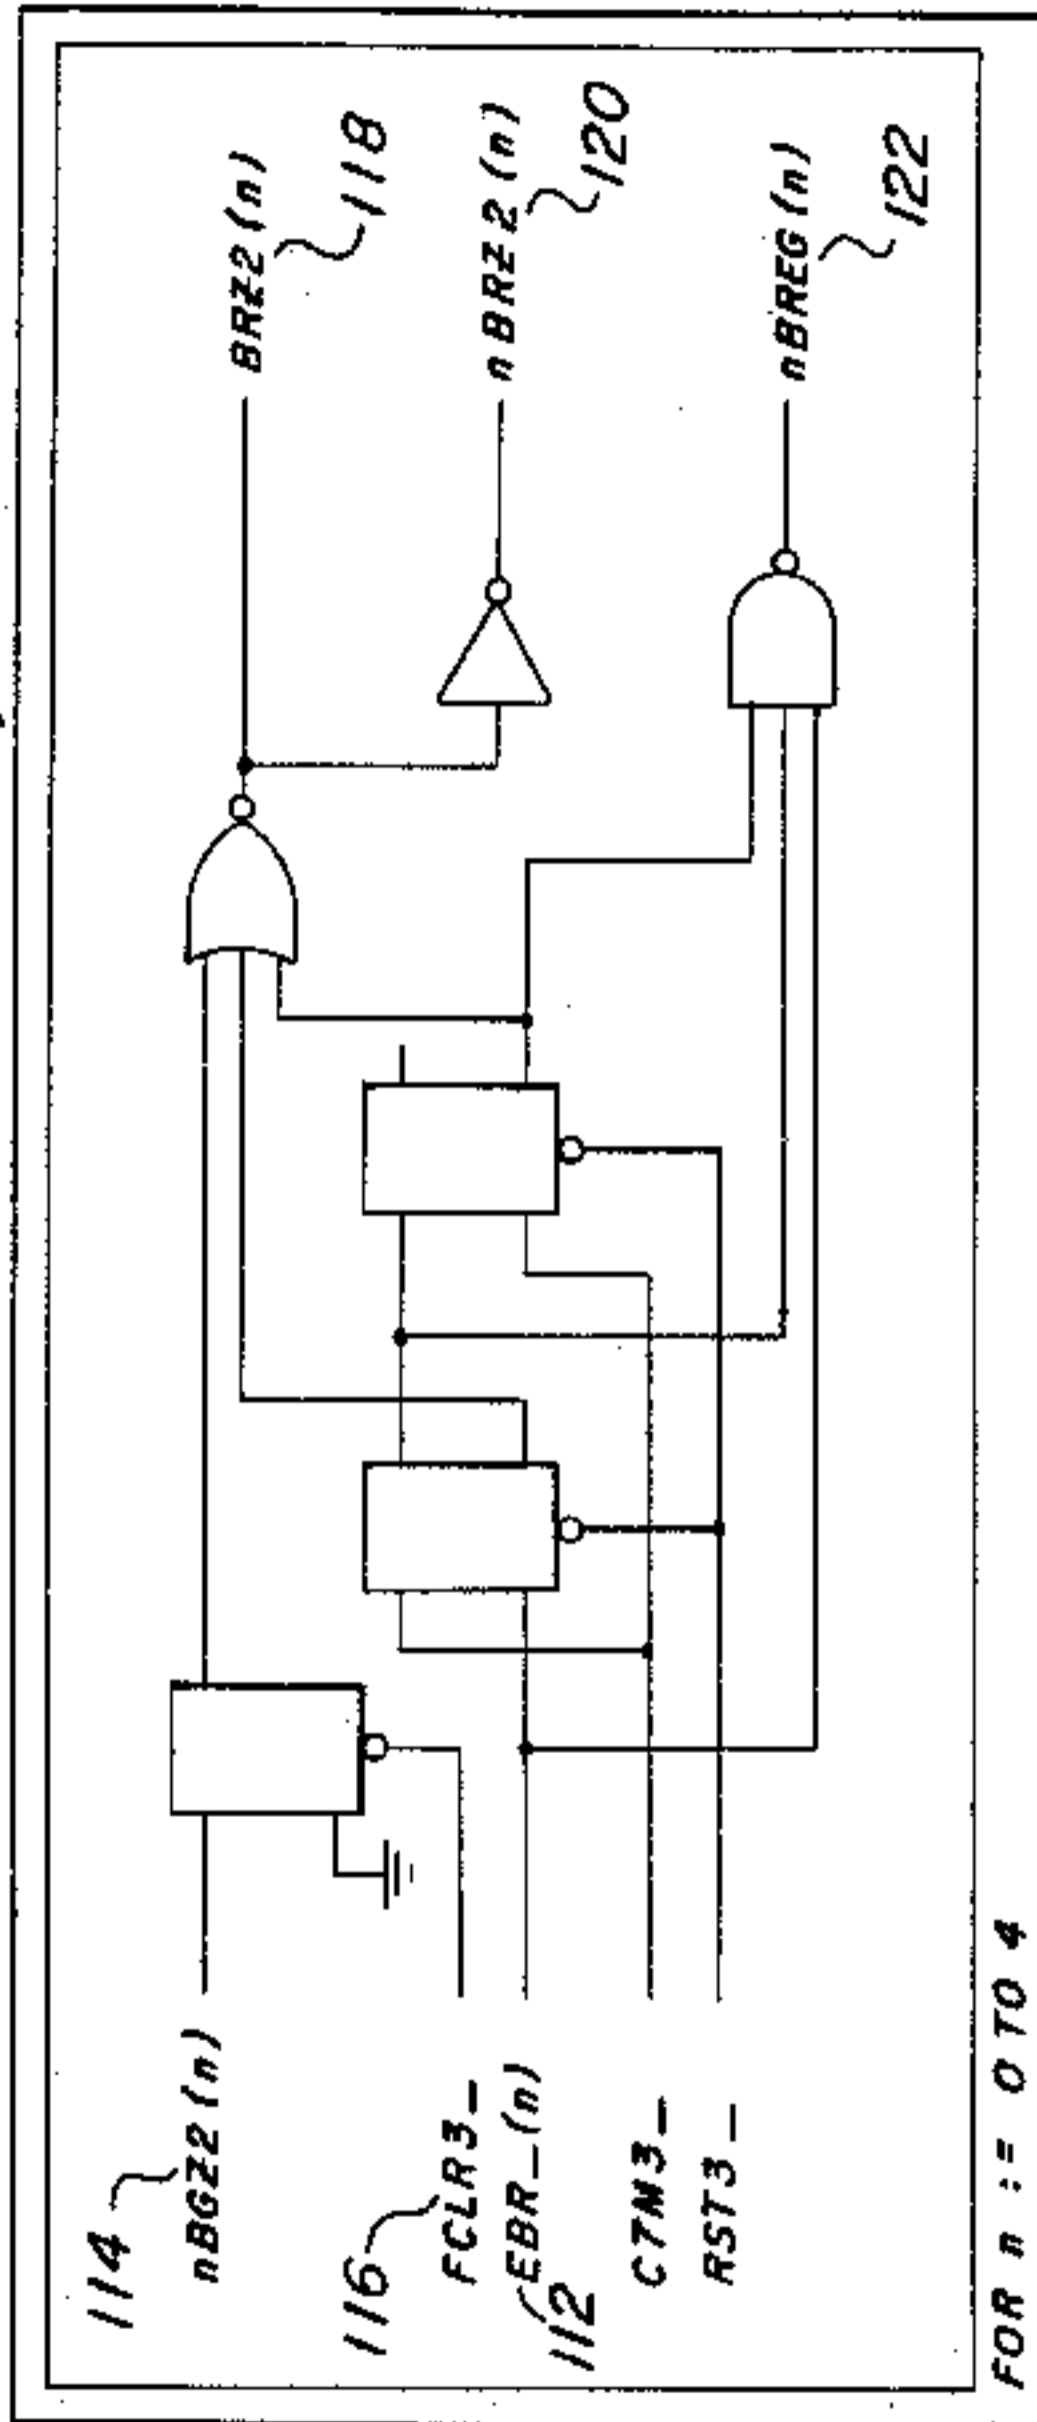 114
nBGZ2(n)
116
FCLR3_
EBR_(n)
112
CTM3_
RST3_
BRZ2(n)
118
nBRZ2(n)
120
nBREG(n)
122
FOR n := 0 TO 4